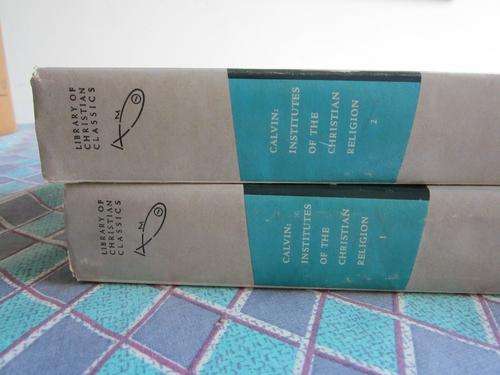 LIBRARY OF
CHRISTIAN
CLASSICS
CALVIN:
INSTITUTES
OF THE
CHRISTIAN
RELIGION
2
LIBRARY OF
CHRISTIAN
CLASSICS
CALVIN:
INSTITUTES
OF THE
CHRISTIAN
RELIGION
1